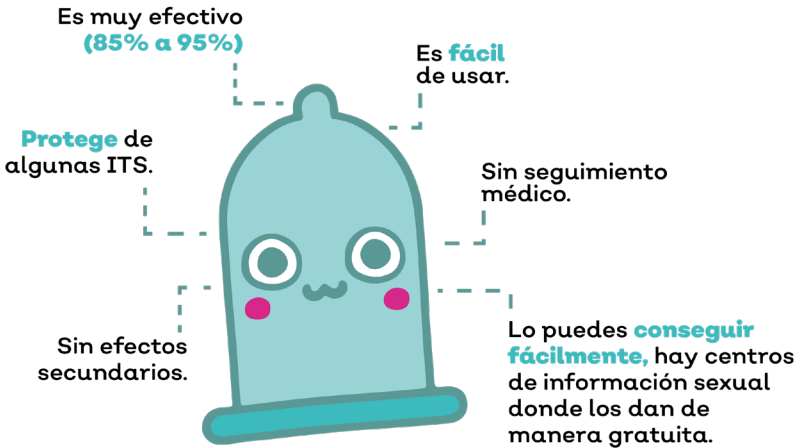 Es muy efectivo
(85% a 95%)
Es fácil
de usar.
Protege de
algunas ITS.
Sin seguimiento
médico.
Sin efectos
secundarios.
Lo puedes conseguir
fácilmente, hay centros
de información sexual
donde los dan de
manera gratuita.